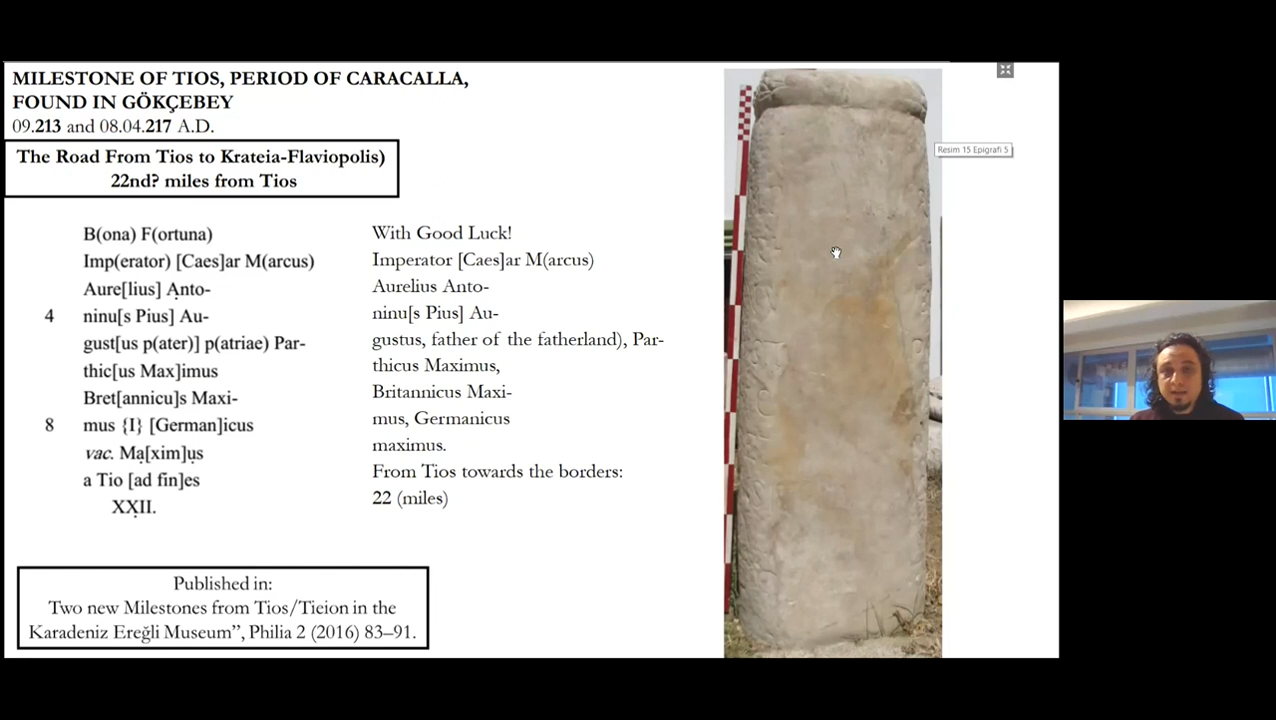 MILESTONE OF TIOS, PERIOD OF CARACALLA,
FOUND IN GÖKÇEBEY
09.213 and 08.04.217 A.D.
The Road From Tios to Krateia-Flaviopolis)
22nd? miles from Tios
B(ona) F(ortuna)
Imp(erator) [Caes]ar M(arcus)
Aure[lius] Ạnto-
4 ninu[s Pius] Au-
gust[us p(ater)] p(atriae) Par-
thic[us Max]imus
Bret[annicu]s Maxi-
8 mus {I} [German]icus
vac. Mạ[xim]ụs
a Tio [ad fin]es
XX̣II.
With Good Luck!
Imperator [Caes]ar M(arcus)
Aurelius Anto-
ninu[s Pius] Au-
gustus, father of the fatherland), Par-
thicus Maximus,
Britannicus Maxi-
mus, Germanicus
maximus.
From Tios towards the borders:
22 (miles)
Published in:
Two new Milestones from Tios/Tieion in the
Karadeniz Ereğli Museum”, Philia 2 (2016) 83–91.
Resim 15 Epigrafi 5